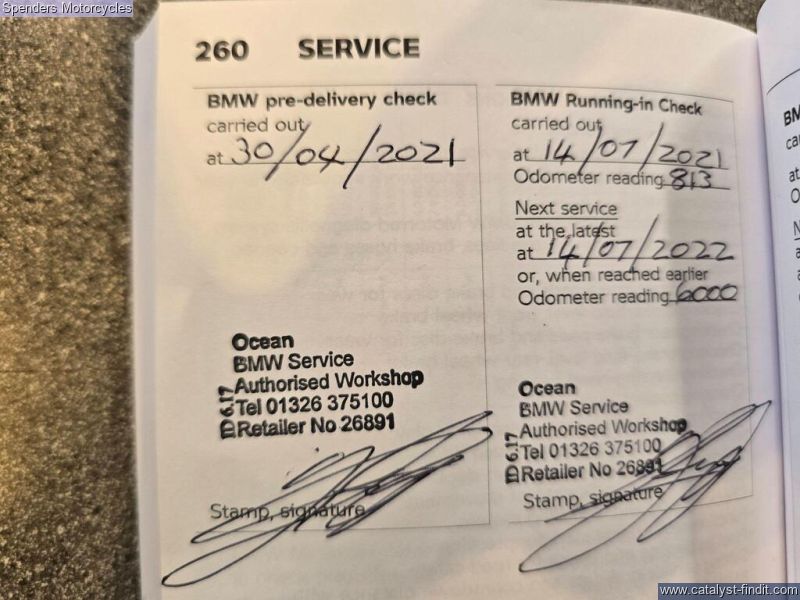 Spenders Motorcycles
260 SERVICE
BMW pre-delivery check
carried out
at 30/04/2021
Ocean
BMW Service
Authorised Workshop
Tel 01326 375100
Retailer No 26891
ID 6.17
Stamp, signature
BMW Running-in Check
carried out
at 14/07/2021
Odometer reading 813
Next service
at the latest
at 14/07/2022
or, when reached earlier
Odometer reading 6000
Ocean
BMW Service
Authorised Workshop
Tel 01326 375100
Retailer No 26891
ID 6.17
Stamp, signature
www.catalyst-findit.com